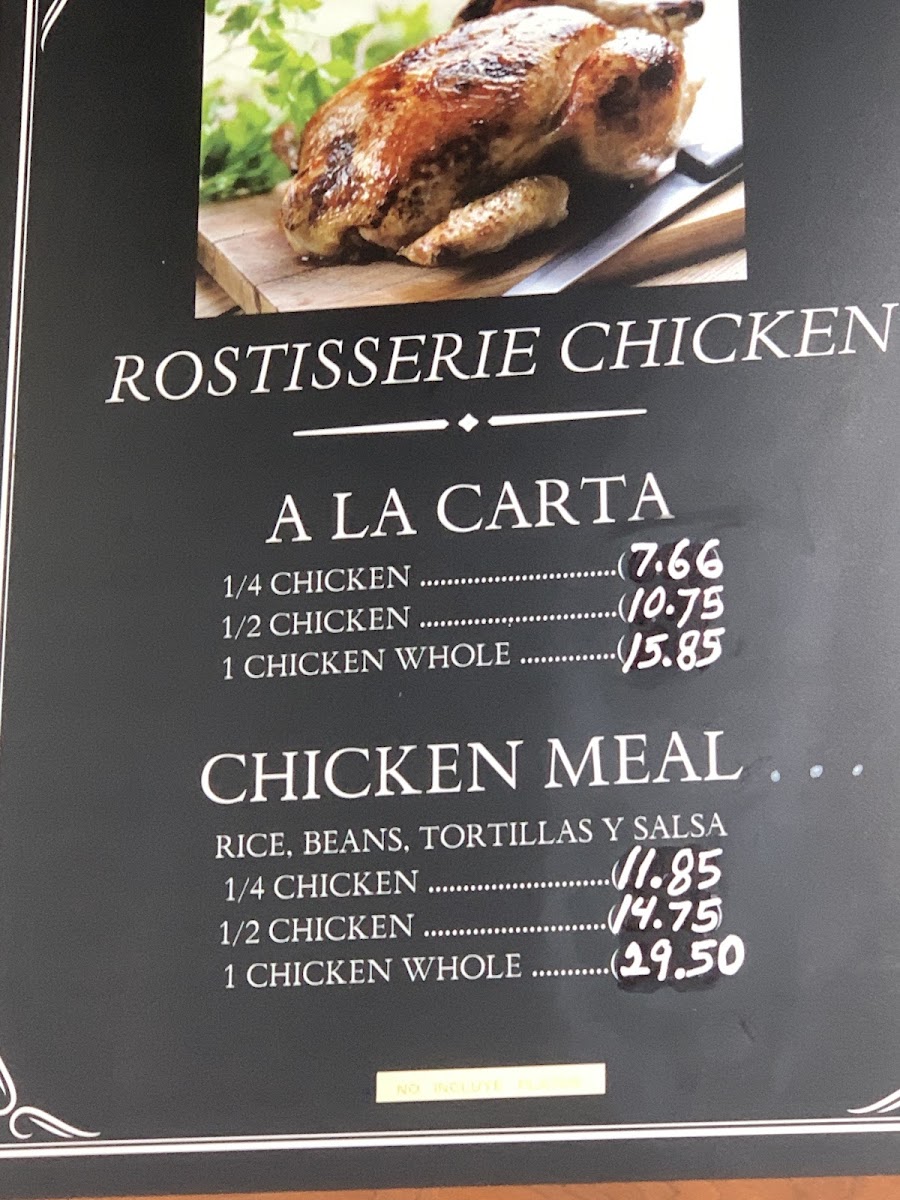 ROSTISSERIE CHICKEN
A LA CARTA
1/4 CHICKEN ..............................( 7.66
1/2 CHICKEN ..............................( 10.75
1 CHICKEN WHOLE ...............( 15.85
CHICKEN MEAL . . .
RICE, BEANS, TORTILLAS Y SALSA
1/4 CHICKEN ............................( 11.85
1/2 CHICKEN ............................( 14.75)
1 CHICKEN WHOLE ............( 29.50
NO INCLUYE